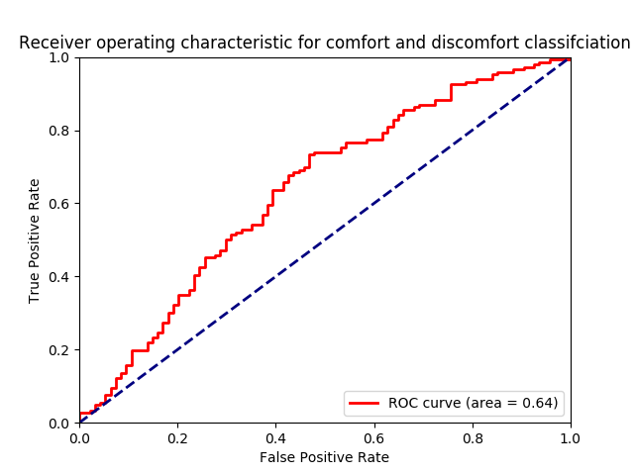 Receiver operating characteristic for comfort and discomfort classifciation
1.0
0.8
0.6
0.4
0.2
0.0
True Positive Rate
ROC curve (area = 0.64)
0.0 0.2 0.4 0.6 0.8 1.0
False Positive Rate